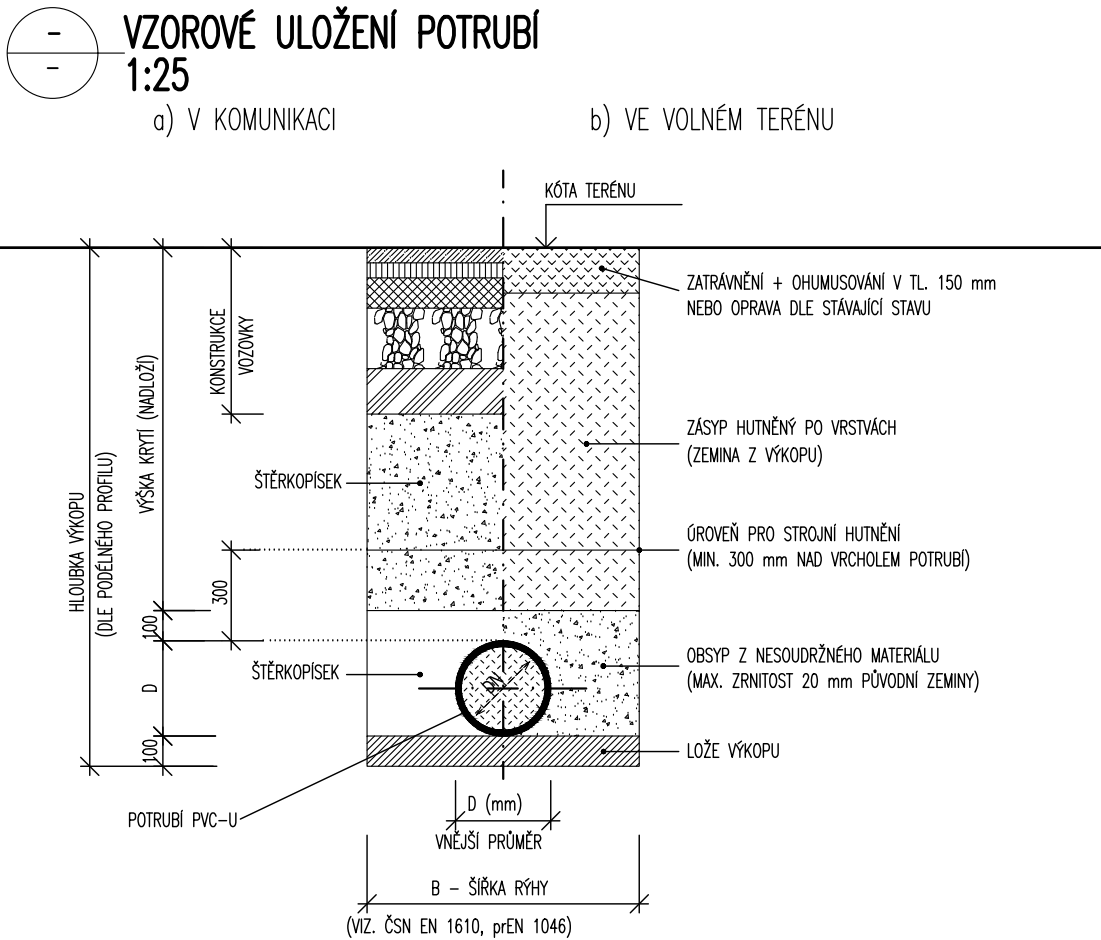 -
-
VZOROVÉ ULOŽENÍ POTRUBÍ
1:25
a) V KOMUNIKACI
b) VE VOLNÉM TERÉNU
KÓTA TERÉNU
ZATRÁVNĚNÍ + OHUMUSOVÁNÍ V TL. 150 mm
NEBO OPRAVA DLE STÁVAJÍCÍ STAVU
KONSTRUKCE
VOZOVKY
VÝŠKA KRYTÍ (NADLOŽÍ)
HLOUBKA VÝKOPU
(DLE PODÉLNÉHO PROFILU)
ZÁSYP HUTNĚNÝ PO VRSTVÁCH
(ZEMINA Z VÝKOPU)
ŠTĚRKOPÍSEK
ÚROVEŇ PRO STROJNÍ HUTNĚNÍ
(MIN. 300 mm NAD VRCHOLEM POTRUBÍ)
300
100
ŠTĚRKOPÍSEK
OBSYP Z NESOUDRŽNÉHO MATERIÁLU
(MAX. ZRNITOST 20 mm PŮVODNÍ ZEMINY)
D
DN
100
LOŽE VÝKOPU
POTRUBÍ PVC-U
D (mm)
VNĚJŠÍ PRŮMĚR
B - ŠÍŘKA RÝHY
(VIZ. ČSN EN 1610, prEN 1046)